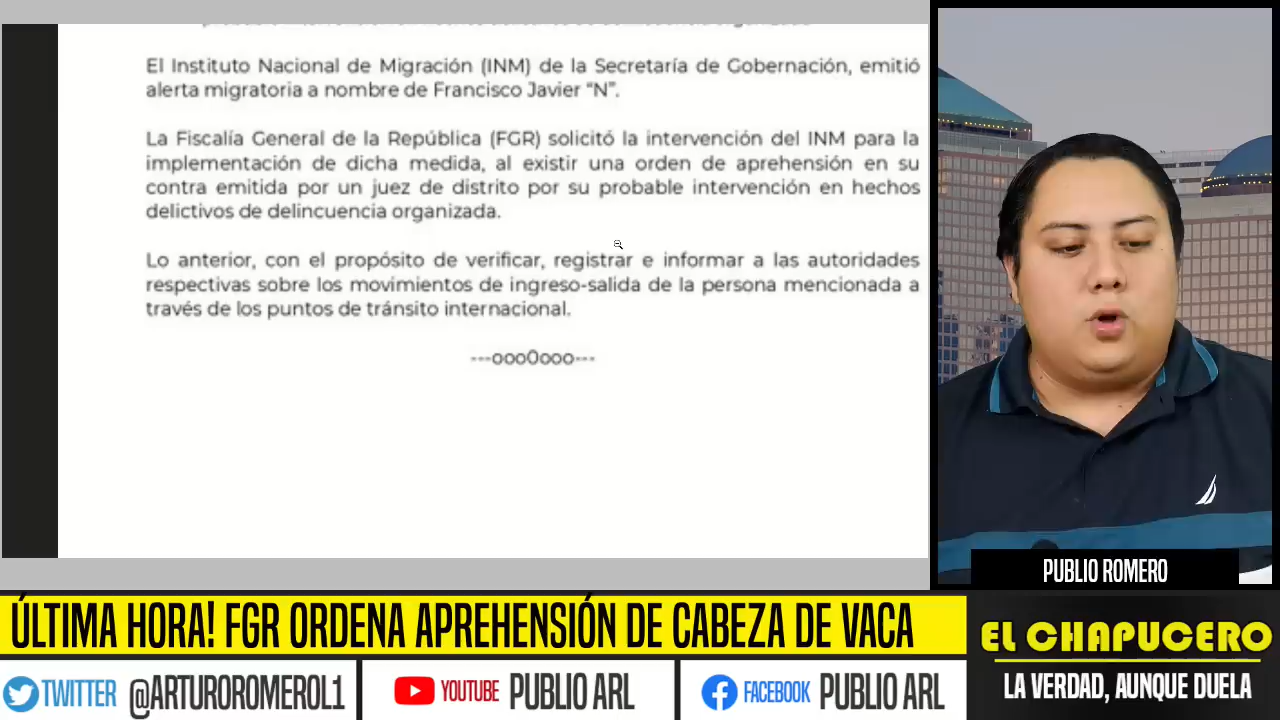 El Instituto Nacional de Migración (INM) de la Secretaría de Gobernación, emitió
alerta migratoria a nombre de Francisco Javier “N”.
La Fiscalía General de la República (FGR) solicitó la intervención del INM para la
implementación de dicha medida, al existir una orden de aprehensión en su
contra emitida por un juez de distrito por su probable intervención en hechos
delictivos de delincuencia organizada.
Lo anterior, con el propósito de verificar, registrar e informar a las autoridades
respectivas sobre los movimientos de ingreso-salida de la persona mencionada a
través de los puntos de tránsito internacional.
---ooo0ooo---
PUBLIO ROMERO
ÚLTIMA HORA! FGR ORDENA APREHENSIÓN DE CABEZA DE VACA
EL CHAPUCERO
LA VERDAD, AUNQUE DUELA
TWITTER @ARTUROROMEROL1
YOUTUBE PUBLIO ARL
FACEBOOK PUBLIO ARL